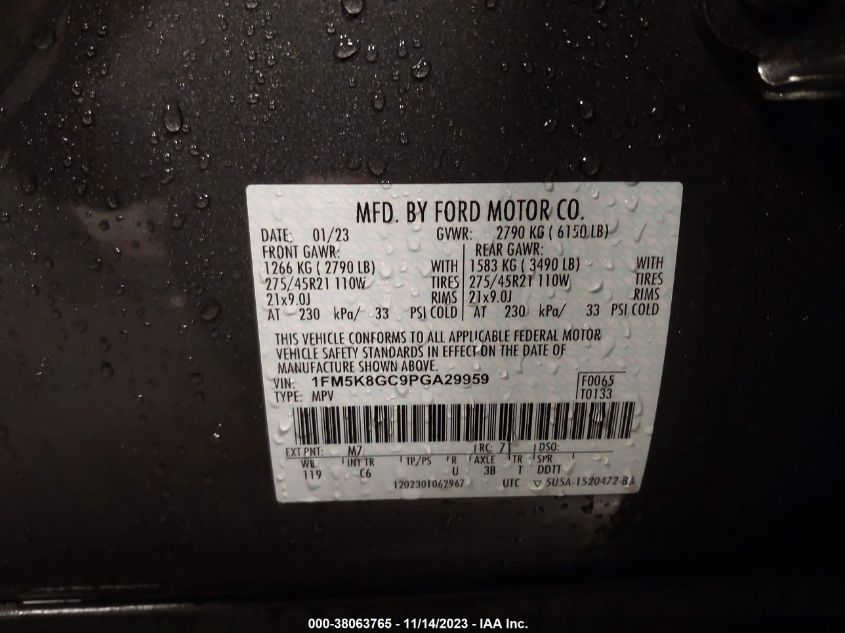 MFD. BY FORD MOTOR CO.
DATE: 01/23 GVWR: 2790 KG ( 6150 LB)
FRONT GAWR: REAR GAWR:
1266 KG ( 2790 LB) WITH 1583 KG ( 3490 LB) WITH
275/45R21 110W TIRES 275/45R21 110W TIRES
21x9.0J RIMS 21x9.0J RIMS
AT 230 kPa/ 33 PSI COLD AT 230 kPa/ 33 PSI COLD
THIS VEHICLE CONFORMS TO ALL APPLICABLE FEDERAL MOTOR
VEHICLE SAFETY STANDARDS IN EFFECT ON THE DATE OF
MANUFACTURE SHOWN ABOVE.
VIN: 1FM5K8GC9PGA29959 F0065
TYPE: MPV T0133
EXT PNT: M7 RC: 71 DSO:
WB INT TR TP/PS R AXLE TR SPR
119 C6 U 3B T DDTT
1202301062967 UTC ▽ 5U5A-1520472-BA
000-38063765 - 11/14/2023 - IAA Inc.